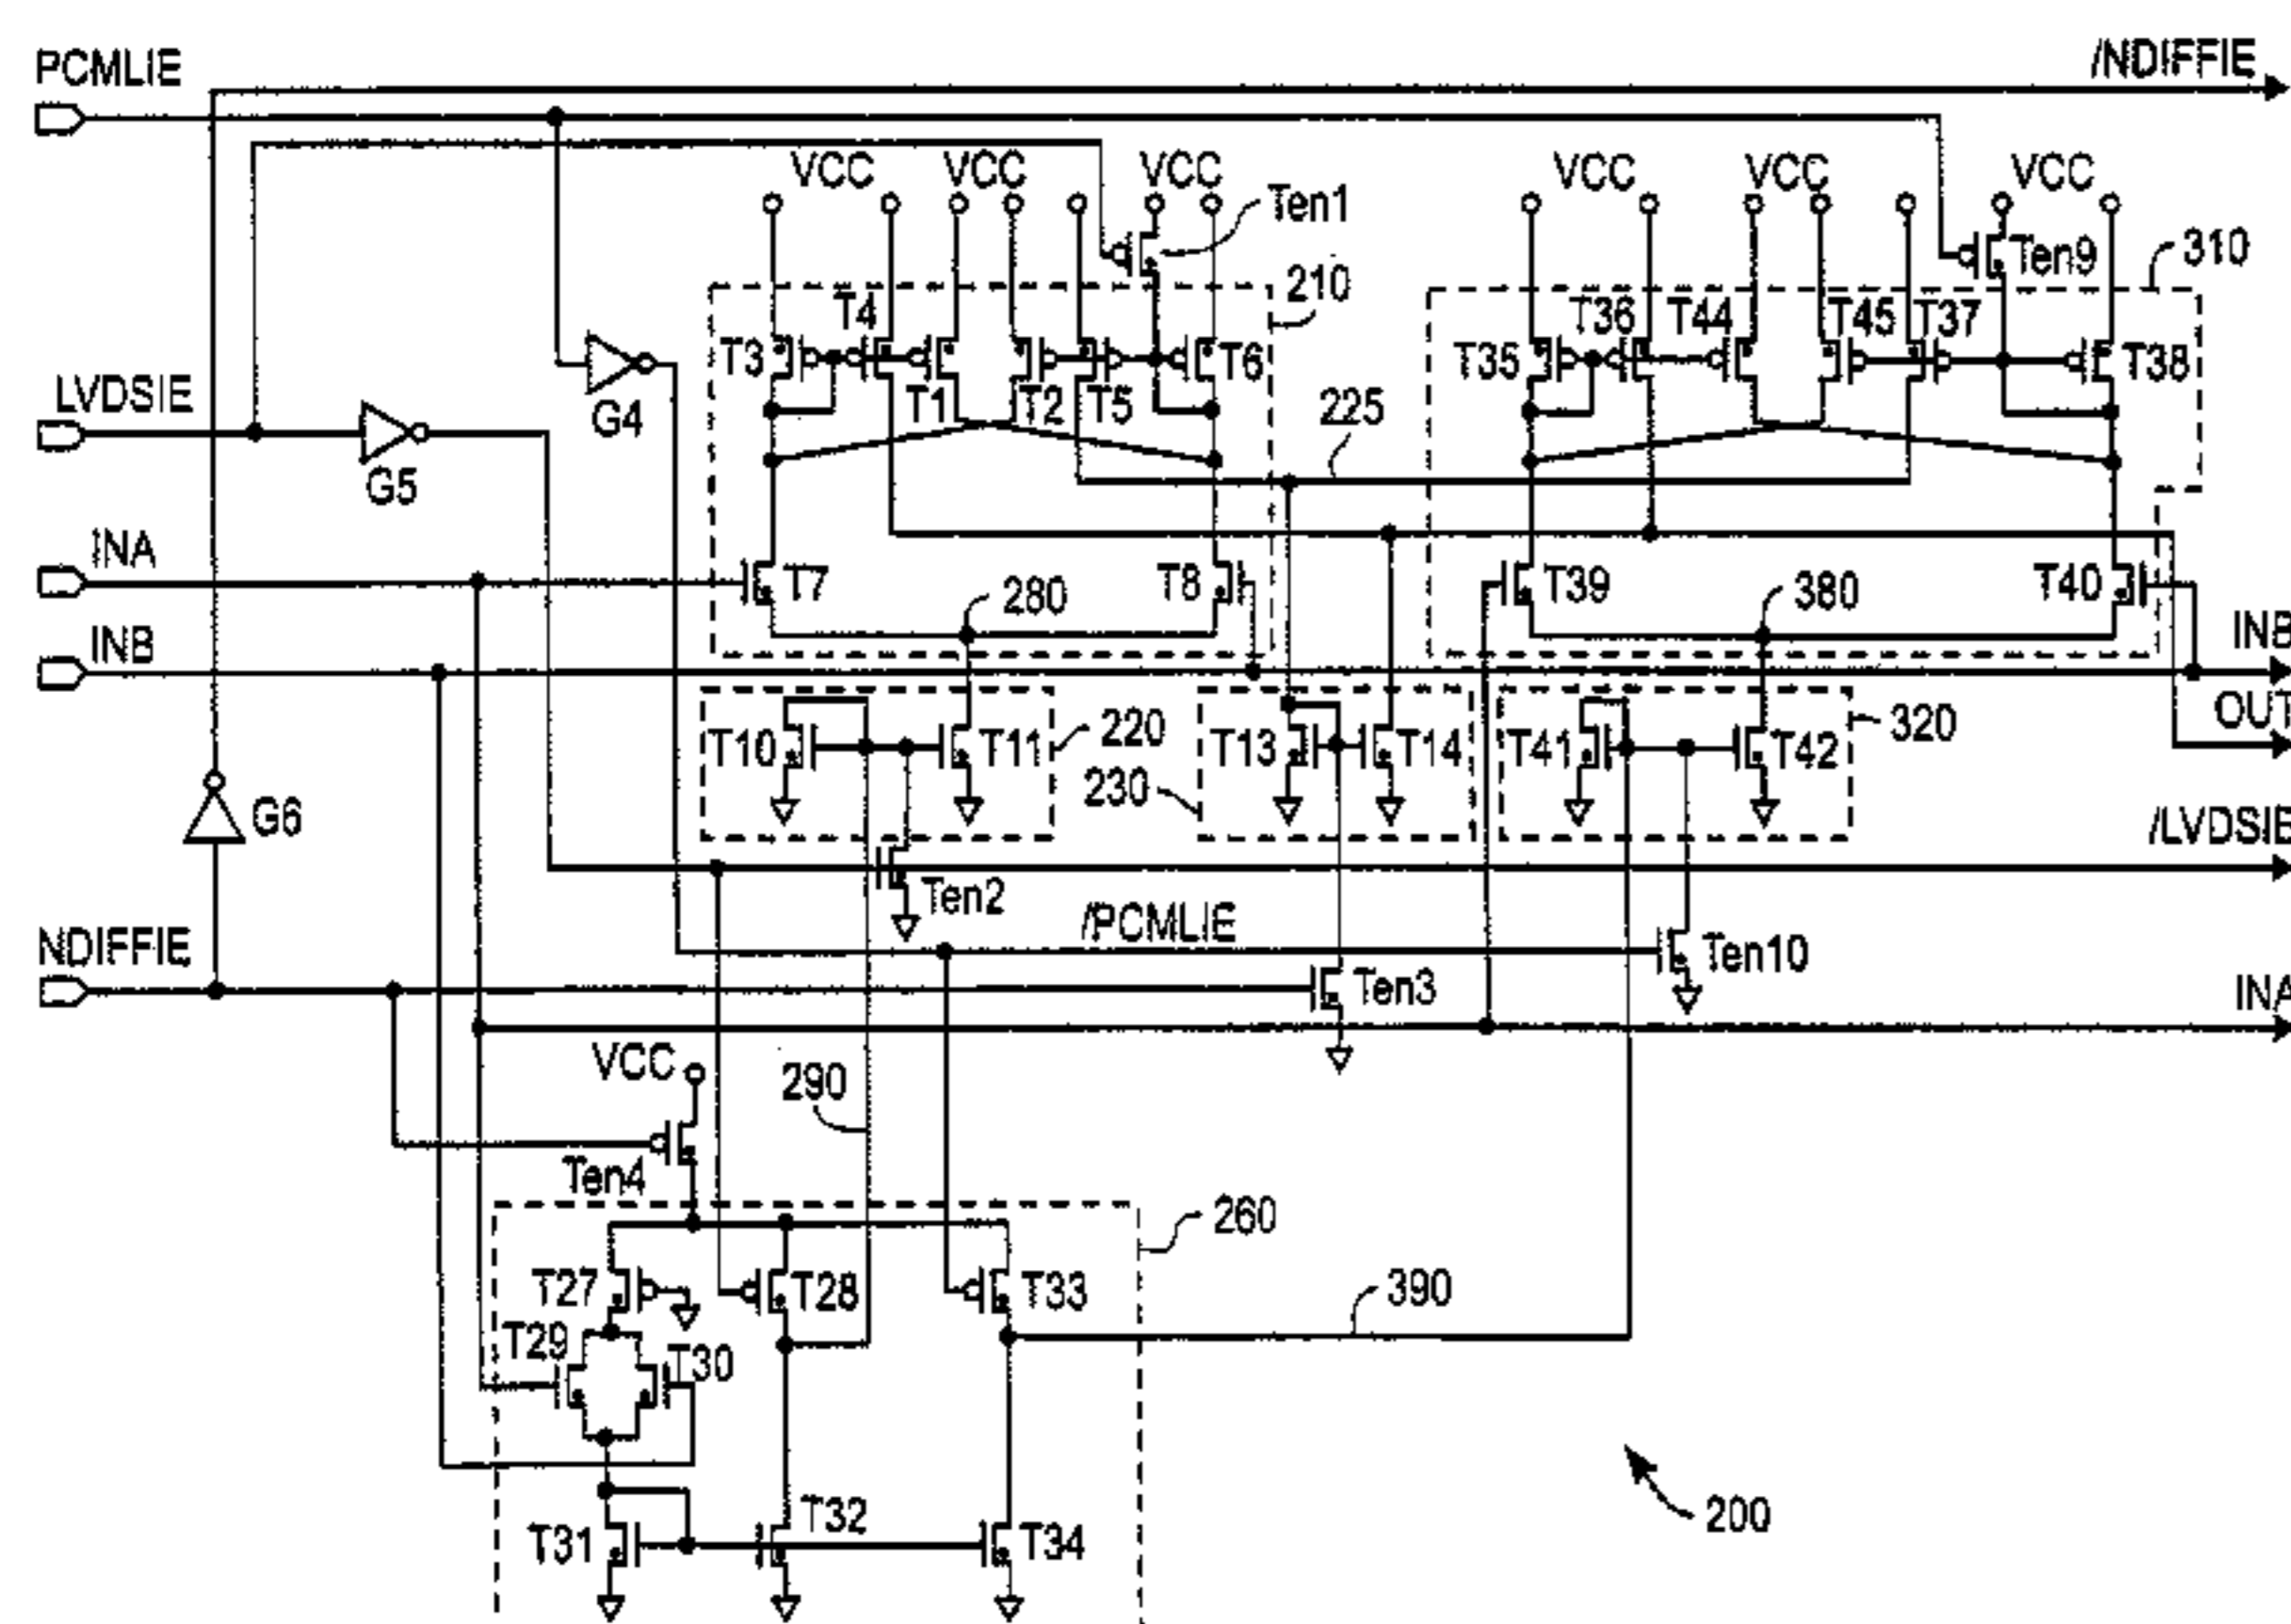 PCMLIE
/NDIFFIE
VCC VCC VCC VCC VCC VCC
Ten1
Ten9
310
210
T4
T36 T44 T45 T37
T3 T1 T2 T5 T6
T35 T38
G4
LVDSIE
225
G5
INA
T7 T8 280
T39 380 T40
INB
INB
OUT
T10 T11 220
T13 T14
230
T41 T42 320
G6
/LVDSIE
Ten2
/PCMLIE
NDIFFIE
Ten3
Ten10
INA
VCC
290
Ten4
260
T27 T28 T33
390
T29 T30
T31 T32 T34
200